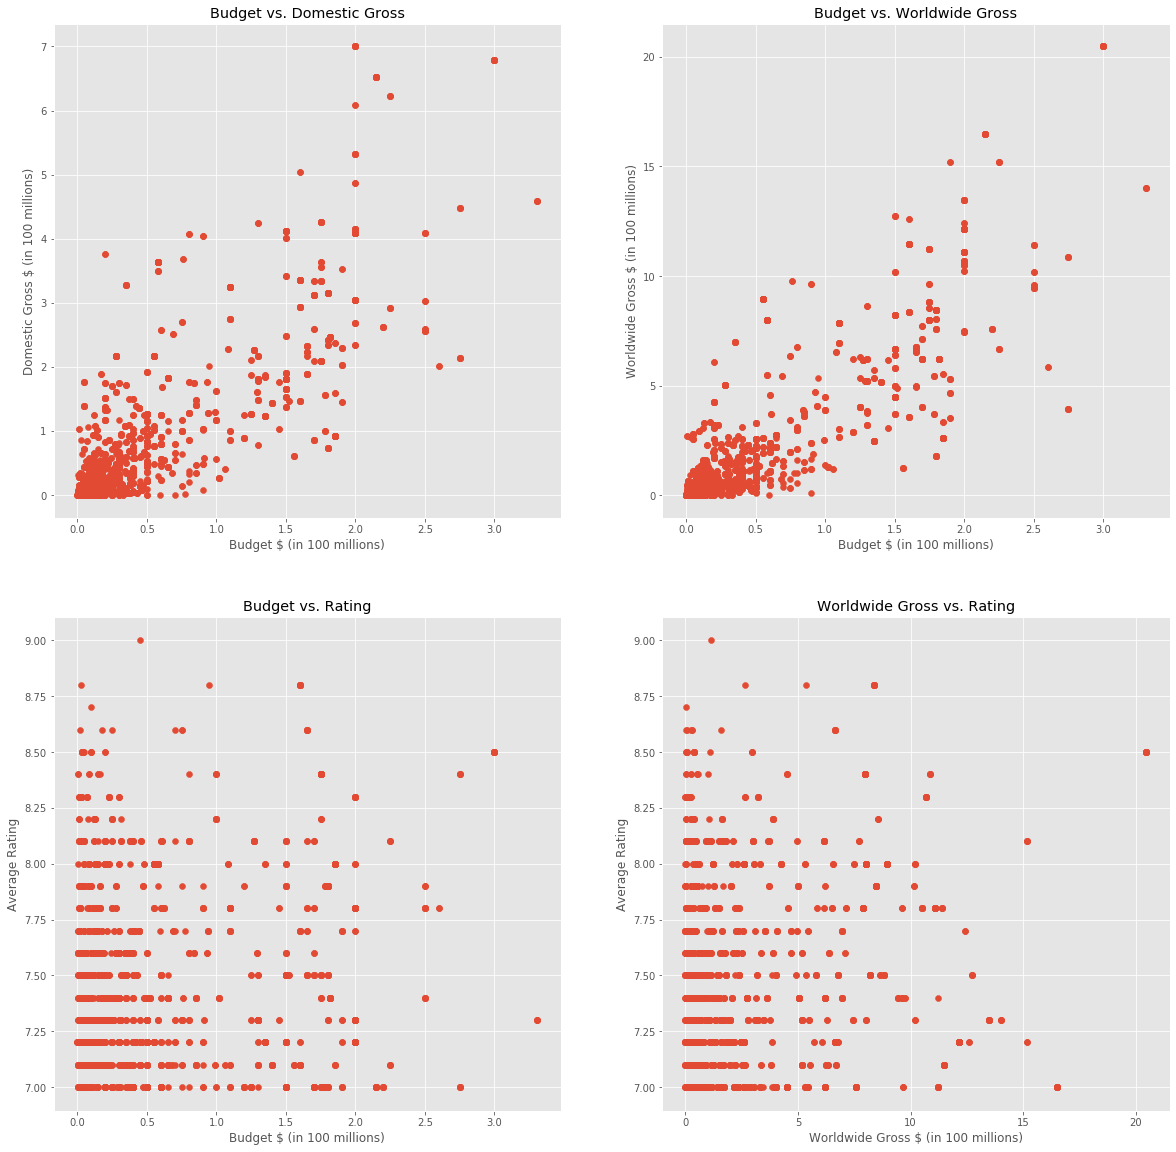 Budget vs. Domestic Gross
Domestic Gross $ (in 100 millions)
7
6
5
4
3
2
1
0
0.0 0.5 1.0 1.5 2.0 2.5 3.0
Budget $ (in 100 millions)
Budget vs. Worldwide Gross
Worldwide Gross $ (in 100 millions)
20
15
10
5
0
0.0 0.5 1.0 1.5 2.0 2.5 3.0
Budget $ (in 100 millions)
Budget vs. Rating
Average Rating
9.00
8.75
8.50
8.25
8.00
7.75
7.50
7.25
7.00
0.0 0.5 1.0 1.5 2.0 2.5 3.0
Budget $ (in 100 millions)
Worldwide Gross vs. Rating
Average Rating
9.00
8.75
8.50
8.25
8.00
7.75
7.50
7.25
7.00
0 5 10 15 20
Worldwide Gross $ (in 100 millions)